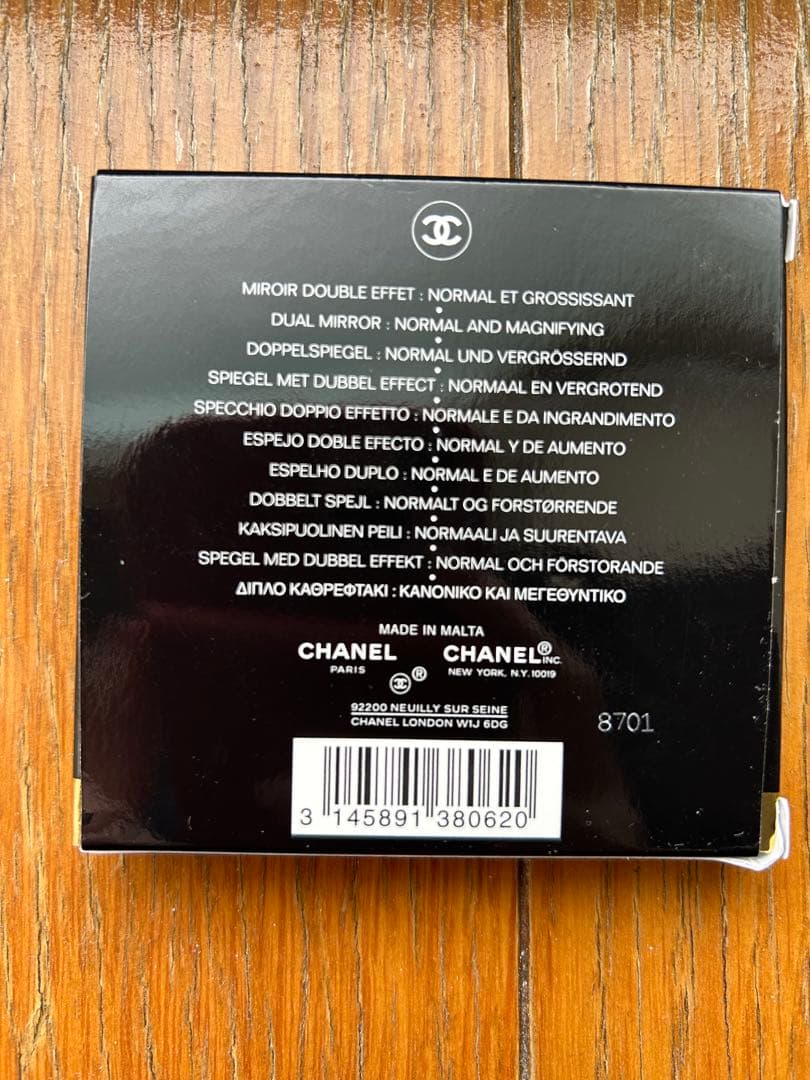 MIROIR DOUBLE EFFET : NORMAL ET GROSSISSANT
•
DUAL MIRROR : NORMAL AND MAGNIFYING
•
DOPPELSPIEGEL : NORMAL UND VERGRÖSSERND
•
SPIEGEL MET DUBBEL EFFECT : NORMAAL EN VERGROTEND
•
SPECCHIO DOPPIO EFFETTO : NORMALE E DA INGRANDIMENTO
•
ESPEJO DOBLE EFECTO : NORMAL Y DE AUMENTO
•
ESPELHO DUPLO : NORMAL E DE AUMENTO
•
DOBBELT SPEJL : NORMALT OG FORSTØRRENDE
•
KAKSIPUOLINEN PEILI : NORMAALI JA SUURENTAVA
•
SPEGEL MED DUBBEL EFFEKT : NORMAL OCH FÖRSTORANDE
•
ΔΙΠΛΟ ΚΑΘΡΕΦΤΑΚΙ : ΚΑΝΟΝΙΚΟ ΚΑΙ ΜΕΓΕΘΥΝΤΙΚΟ
MADE IN MALTA
CHANEL CHANEL® INC.
PARIS NEW YORK, N.Y. 10019
®
92200 NEUILLY SUR SEINE
CHANEL LONDON W1J 6DG
8701
3 145891 380620